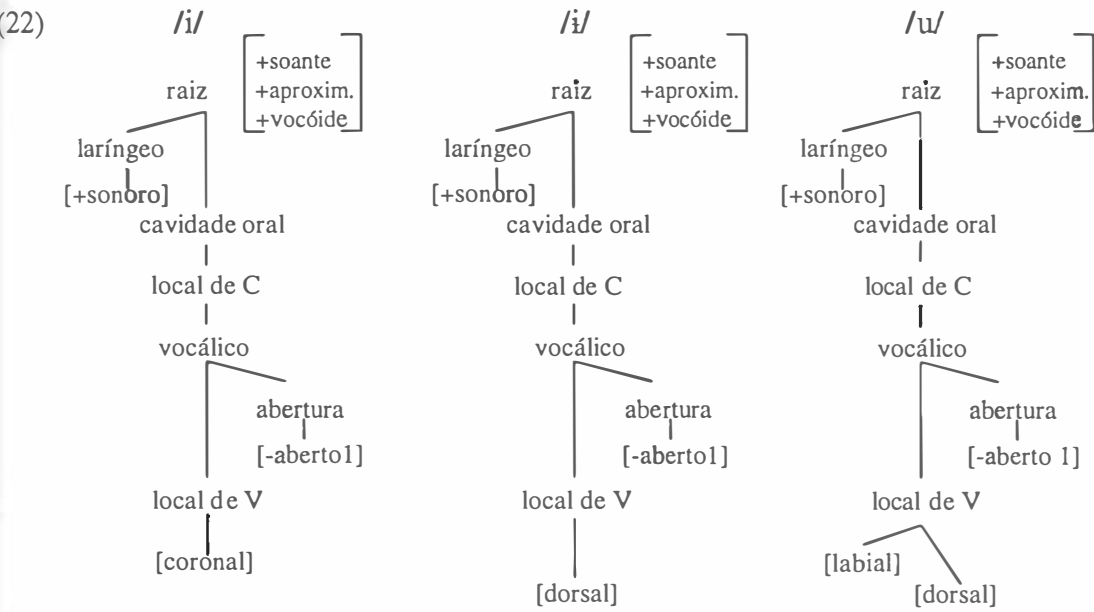 (22) /i/ /ɨ/ /u/
+soante +soante +soante
raiz +aproxim. raiz +aproxim. raiz +aproxim.
+vocóide +vocóide +vocóide
laríngeo laríngeo laríngeo
[+sonoro] [+sonoro] [+sonoro]
cavidade oral cavidade oral cavidade oral
local de C local de C local de C
vocálico vocálico vocálico
abertura abertura abertura
[-aberto1] [-aberto1] [-aberto 1]
local de V local de V local de V
[coronal] [labial]
[dorsal] [dorsal]